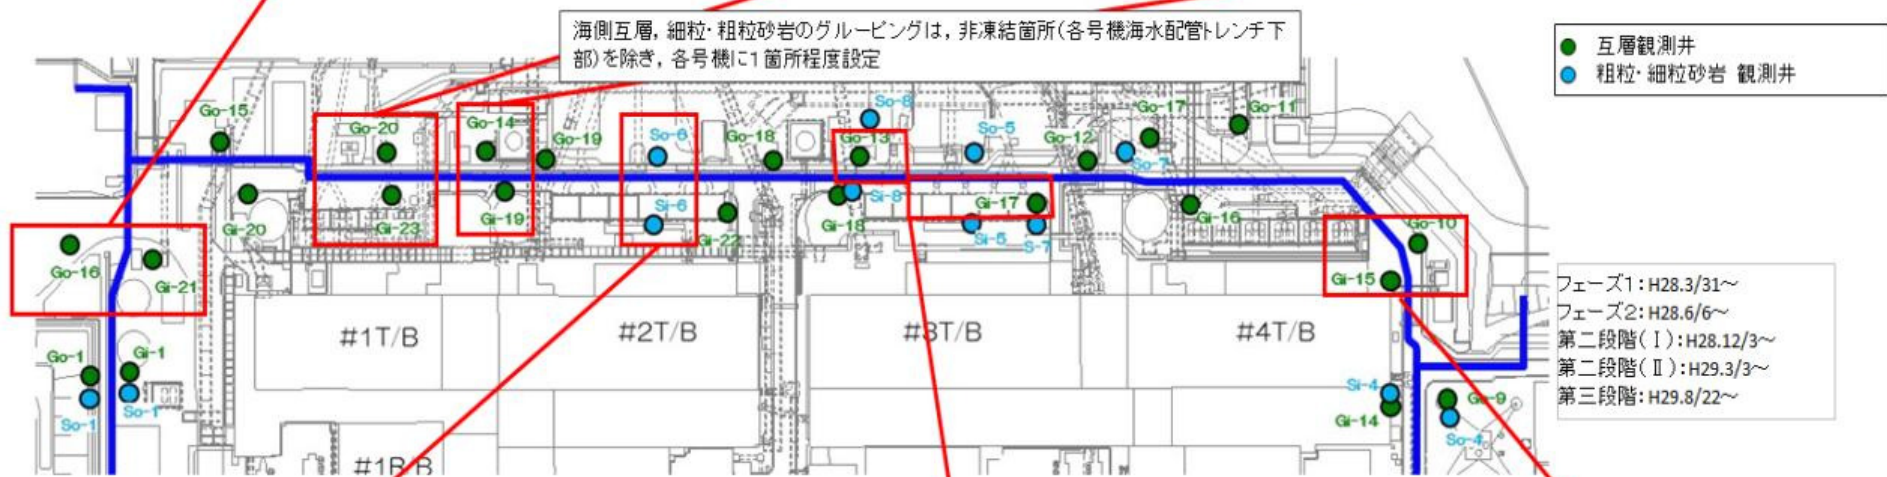 海側互層，細粒・粗粒砂岩のグルーピングは，非凍結箇所(各号機海水配管トレンチ下
部)を除き，各号機に1箇所程度設定
互層観測井
粗粒・細粒砂岩 観測井
Go-15
Go-20
Go-14
Go-19
So-6
Go-18
So-8
Go-13
So-5
Go-12
Go-17
So-7
Go-11
Gi-20
Gi-23
Gi-19
Si-6
Gi-22
Gi-18
Si-8
Gi-17
Si-5
S-7
Gi-16
Go-10
Gi-15
Go-16
Gi-21
#1T/B
#2T/B
#3T/B
#4T/B
フェーズ1：H28.3/31～
フェーズ2：H28.6/6～
第二段階(Ⅰ)：H28.12/3～
第二段階(Ⅱ)：H29.3/3～
第三段階：H29.8/22～
Go-1
Gi-1
So-1
So-1
Si-4
Gi-14
Go-9
So-4
#1R/B